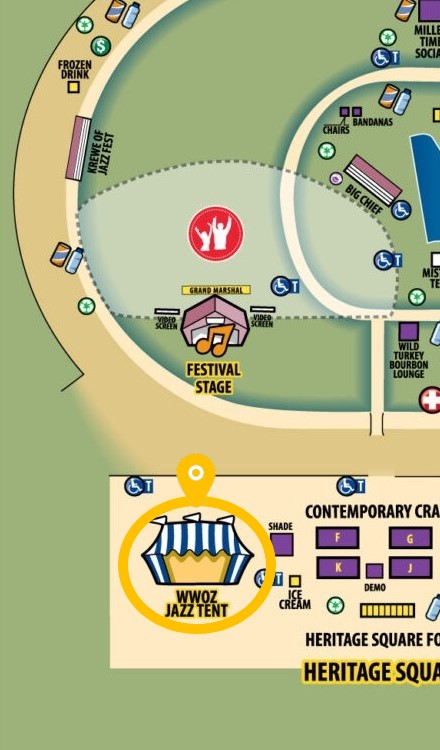 MILLE
TIME
SOCIA
T
$
FROZEN
DRINK
CHAIRS
BANDANAS
KREWE OF
JAZZ FEST
BIG CHIEF
T
MIS
TE
GRAND MARSHAL
T
VIDEO
SCREEN
VIDEO
SCREEN
FESTIVAL
STAGE
WILD
TURKEY
BOURBON
LOUNGE
T
T
CONTEMPORARY CRA
SHADE
F
G
K
J
DEMO
T
ICE
CREAM
WWOZ
JAZZ TENT
HERITAGE SQUARE FO
HERITAGE SQUA